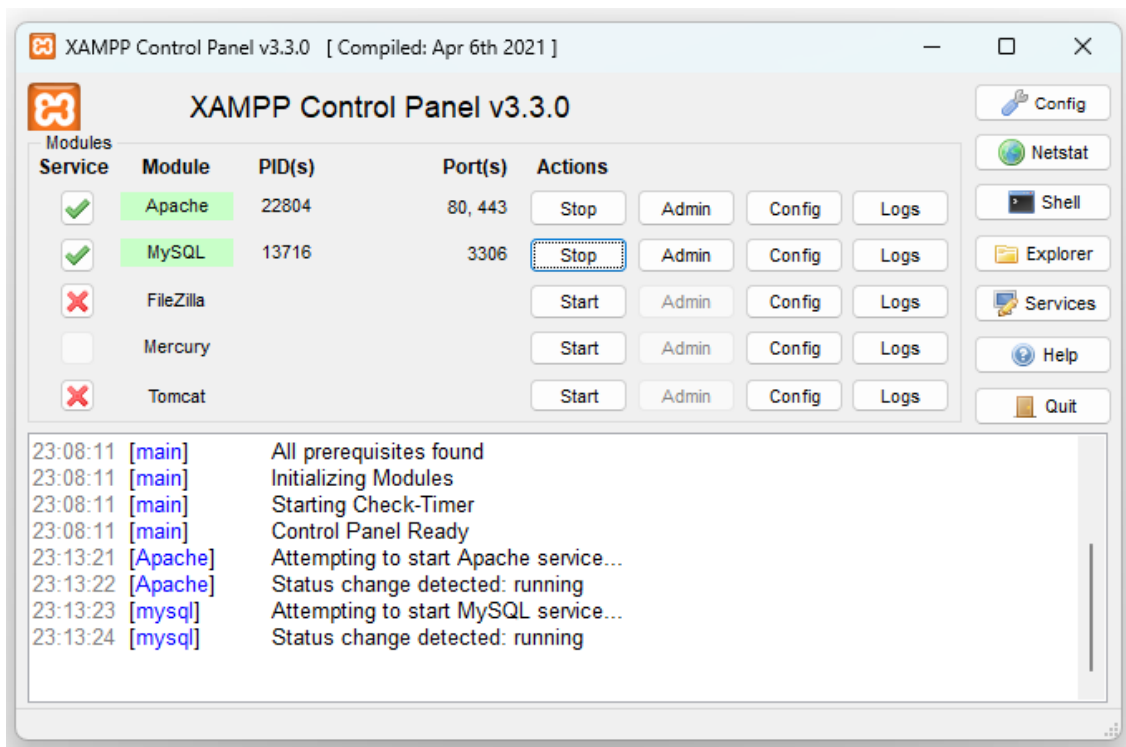 XAMPP Control Panel v3.3.0 [ Compiled: Apr 6th 2021 ]
XAMPP Control Panel v3.3.0
Config
Modules
Netstat
Service Module PID(s) Port(s) Actions
Apache 22804 80, 443 Stop Admin Config Logs
Shell
MySQL 13716 3306 Stop Admin Config Logs
Explorer
FileZilla Start Admin Config Logs
Services
Mercury Start Admin Config Logs
Help
Tomcat Start Admin Config Logs
Quit
23:08:11 [main] All prerequisites found
23:08:11 [main] Initializing Modules
23:08:11 [main] Starting Check-Timer
23:08:11 [main] Control Panel Ready
23:13:21 [Apache] Attempting to start Apache service...
23:13:22 [Apache] Status change detected: running
23:13:23 [mysql] Attempting to start MySQL service...
23:13:24 [mysql] Status change detected: running